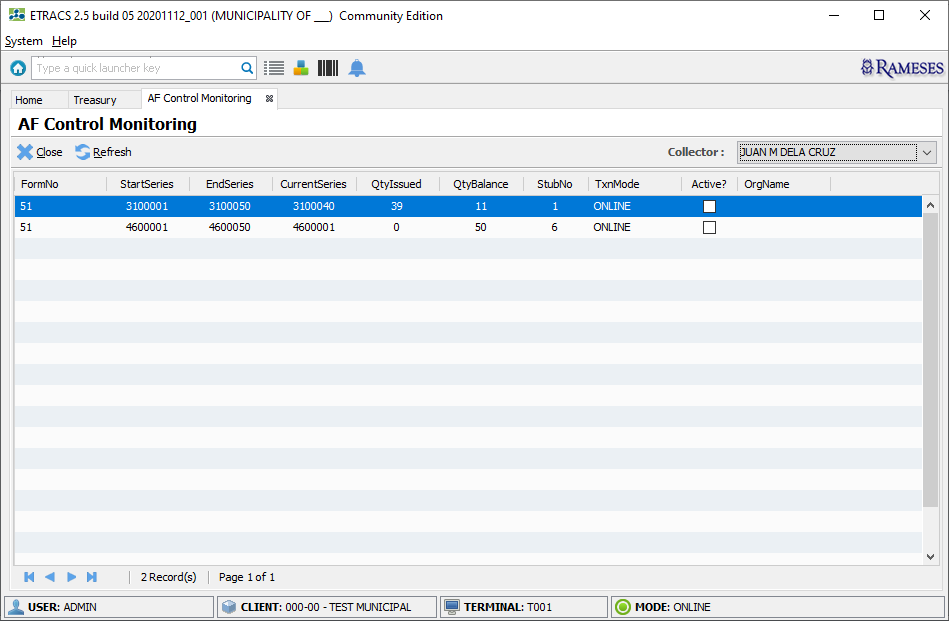 ETRACS 2.5 build 05 20201112_001 (MUNICIPALITY OF ___) Community Edition
System Help
Type a quick launcher key
RAMESES
Home Treasury AF Control Monitoring
AF Control Monitoring
Close Refresh Collector : JUAN M DELA CRUZ
FormNo StartSeries EndSeries CurrentSeries QtyIssued QtyBalance StubNo TxnMode Active? OrgName
51 3100001 3100050 3100040 39 11 1 ONLINE
51 4600001 4600050 4600001 0 50 6 ONLINE
2 Record(s) Page 1 of 1
USER: ADMIN CLIENT: 000-00 - TEST MUNICIPAL TERMINAL: T001 MODE: ONLINE